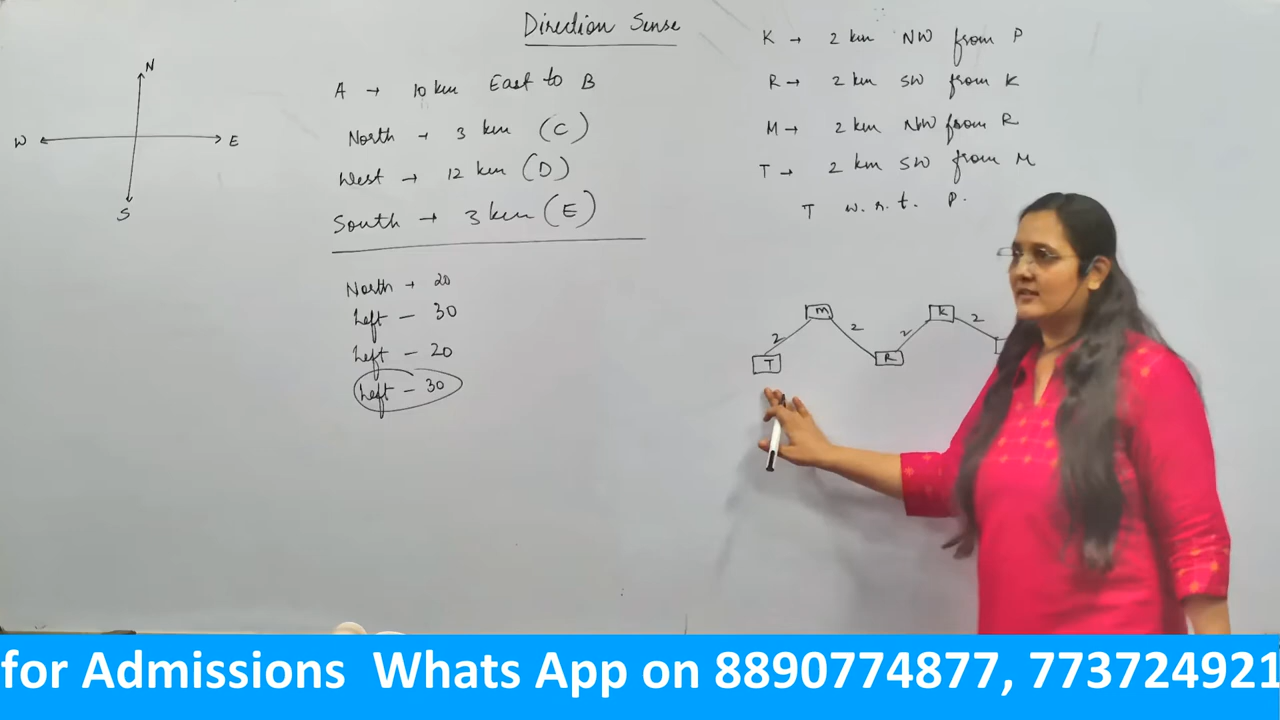 Direction Sense
N
W E
S
A → 10 km East to B
North → 3 km (C)
West → 12 km (D)
South → 3 km (E)
North → 20
Left - 30
Left - 20
Left - 30
K → 2 km NW from P
R → 2 km SW from K
M → 2 km NW from R
T → 2 km SW from M
T w.r.t. P.
M K
2 2 2 2
T R
for Admissions Whats App on 8890774877, 773724921